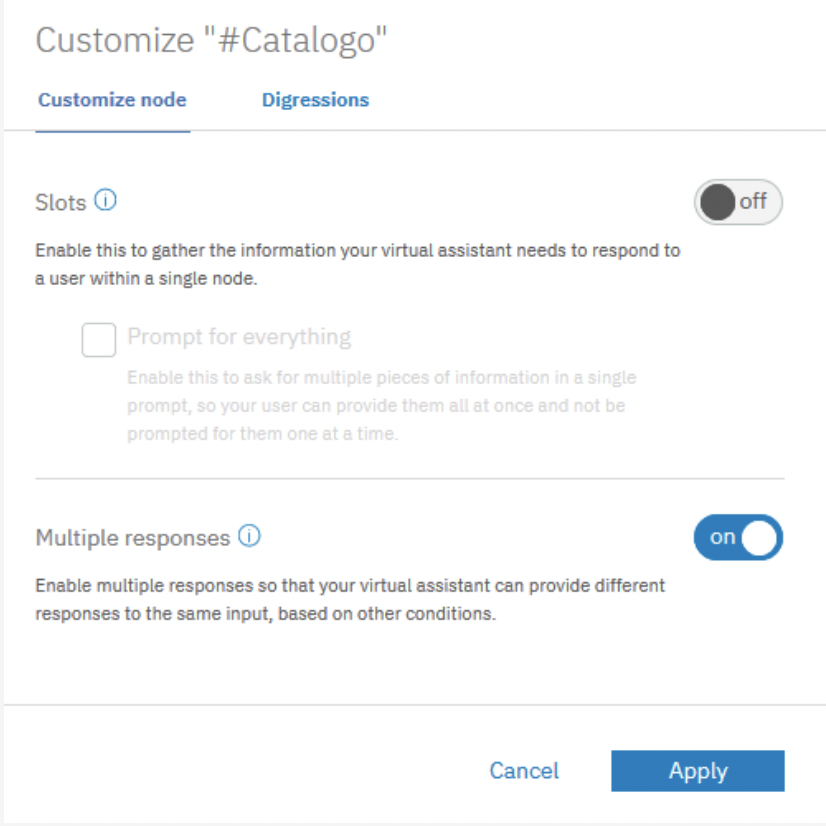 Customize "#Catalogo"
Customize node Digressions
Slots
off
Enable this to gather the information your virtual assistant needs to respond to
a user within a single node.
Prompt for everything
Enable this to ask for multiple pieces of information in a single
prompt, so your user can provide them all at once and not be
prompted for them one at a time.
Multiple responses
on
Enable multiple responses so that your virtual assistant can provide different
responses to the same input, based on other conditions.
Cancel Apply